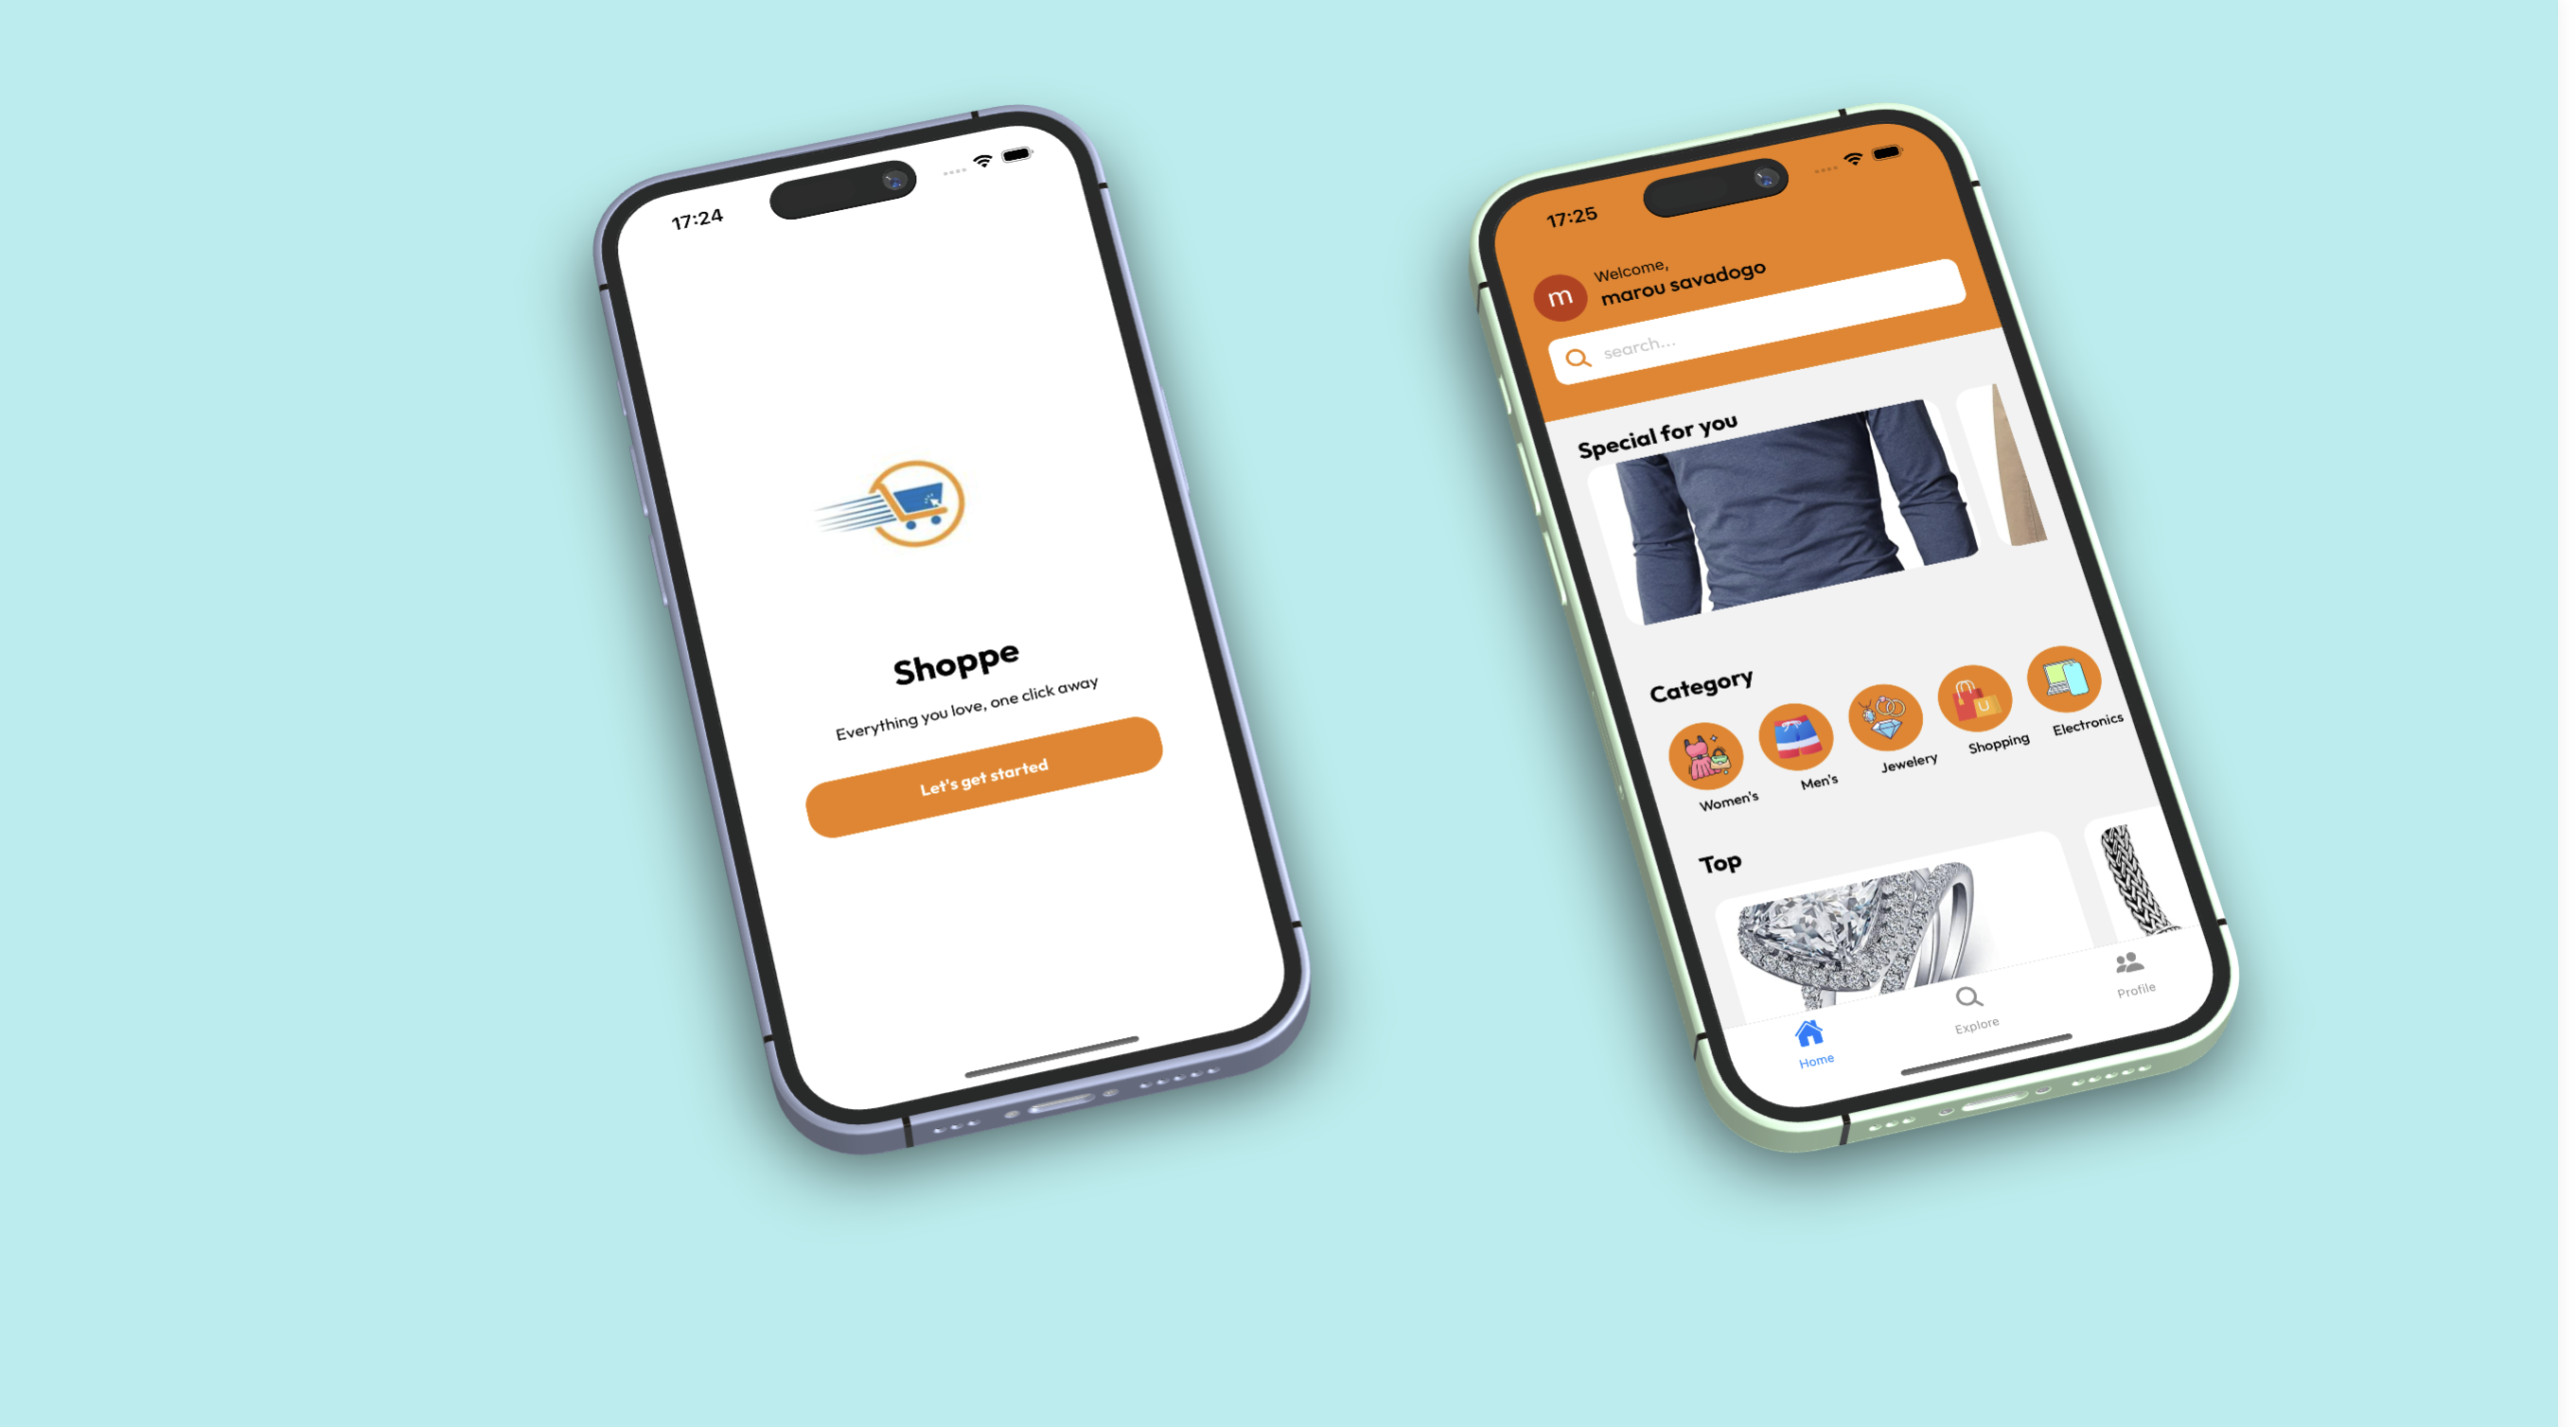 17:24
Shoppe
Everything you love, one click away
Let's get started
17:25
m
Welcome,
marou savadogo
search...
Special for you
Category
Women's
Men's
Jewelery
Shopping
Electronics
Top
Home
Explore
Profile